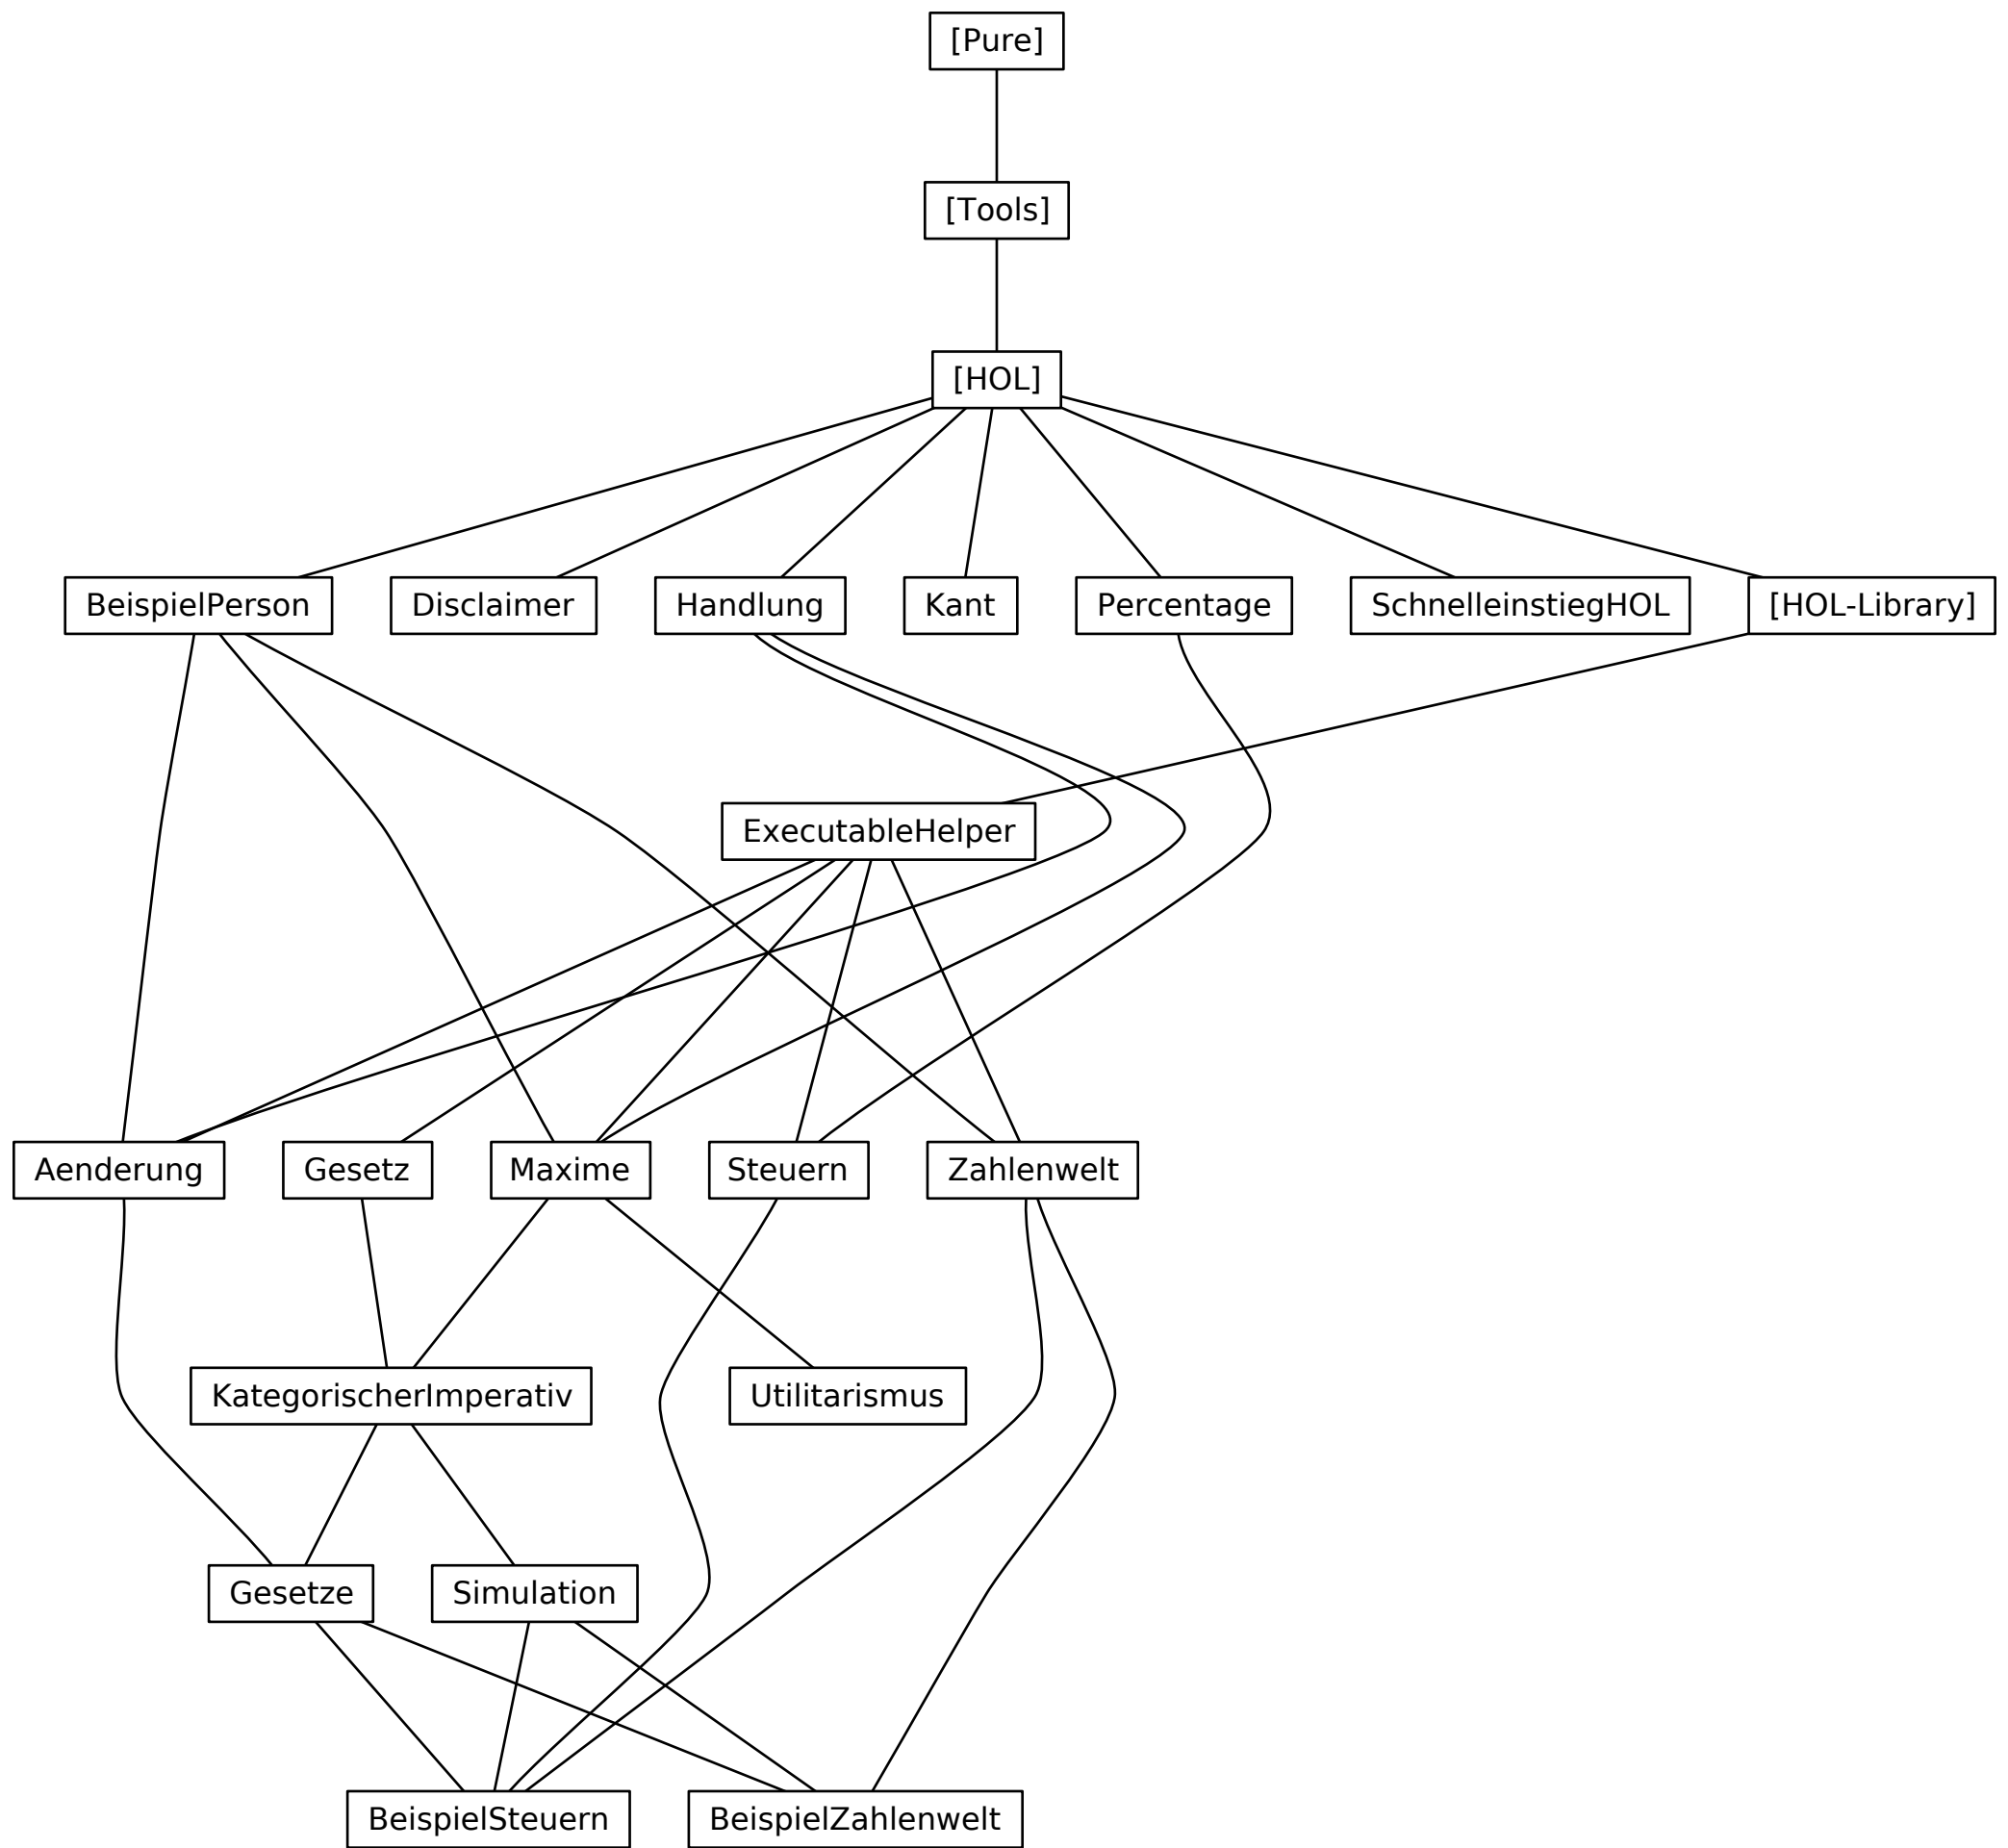 [Pure]
[Tools]
[HOL]
BeispielPerson
Disclaimer
Handlung
Kant
Percentage
SchnelleinstiegHOL
[HOL-Library]
ExecutableHelper
Aenderung
Gesetz
Maxime
Steuern
Zahlenwelt
KategorischerImperativ
Utilitarismus
Gesetze
Simulation
BeispielSteuern
BeispielZahlenwelt